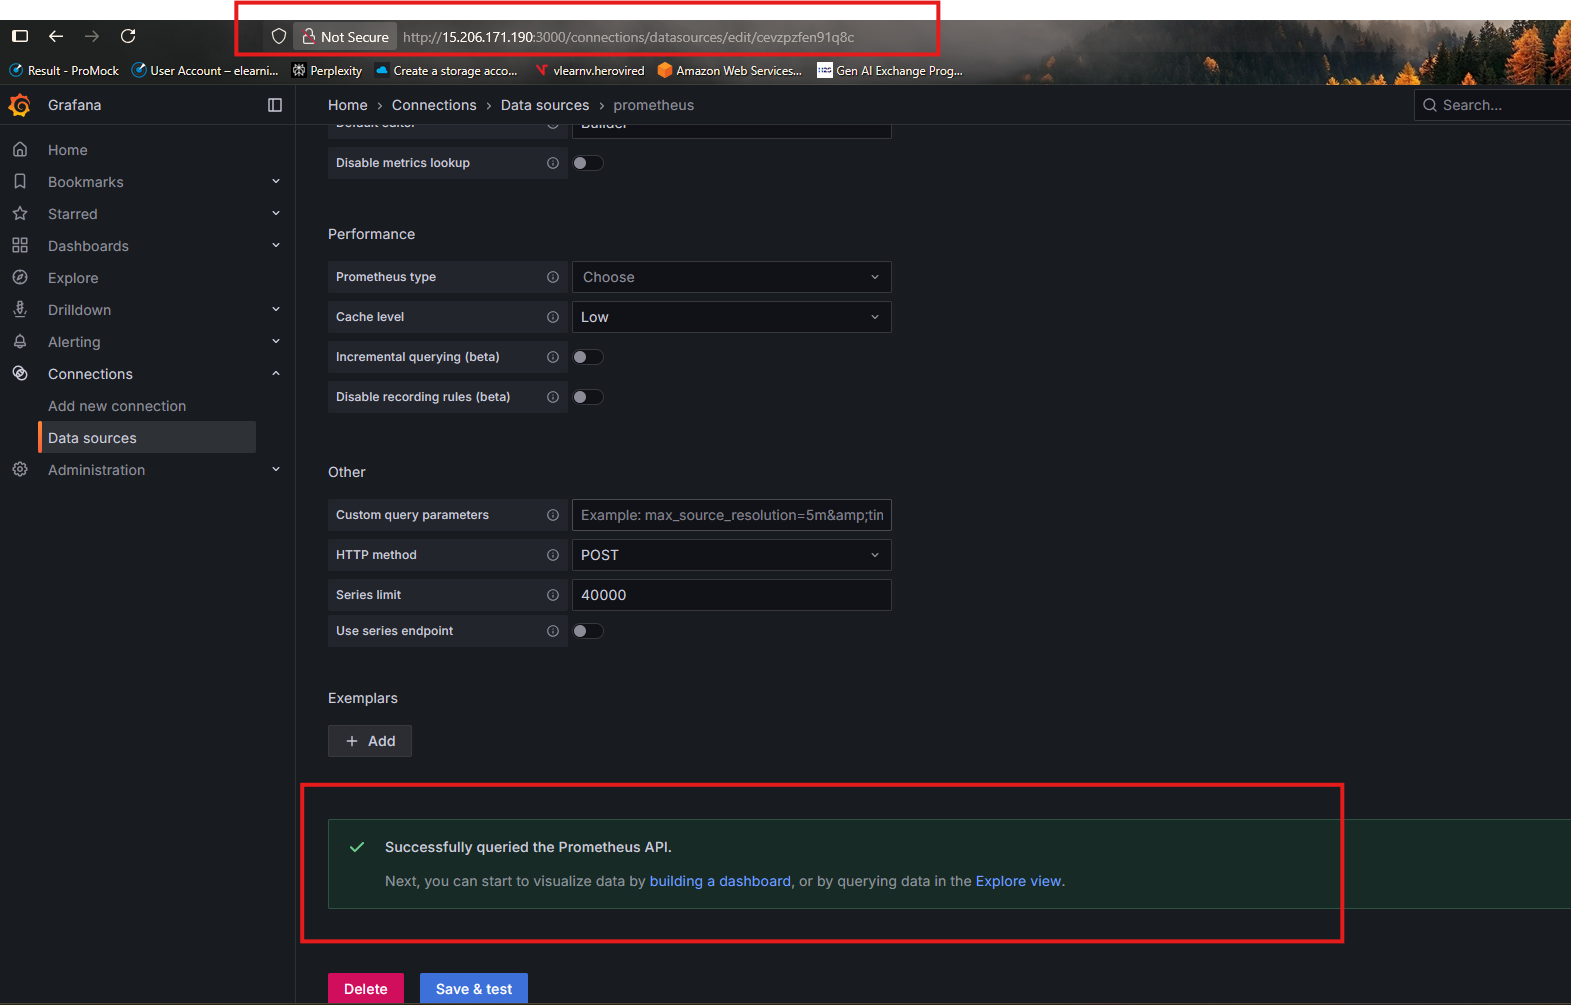 Not Secure http://15.206.171.190:3000/connections/datasources/edit/cevzpzfen91q8c
Result - ProMock User Account – elearni... Perplexity Create a storage acco... vlearnv.herovired Amazon Web Services... Gen AI Exchange Prog...
Grafana
Home › Connections › Data sources › prometheus
Search...
Home
Bookmarks
Starred
Dashboards
Explore
Drilldown
Alerting
Connections
Add new connection
Data sources
Administration
Default editor Builder
Disable metrics lookup
Performance
Prometheus type Choose
Cache level Low
Incremental querying (beta)
Disable recording rules (beta)
Other
Custom query parameters Example: max_source_resolution=5m&amp;tin
HTTP method POST
Series limit 40000
Use series endpoint
Exemplars
+ Add
Successfully queried the Prometheus API.
Next, you can start to visualize data by building a dashboard, or by querying data in the Explore view.
Delete Save & test